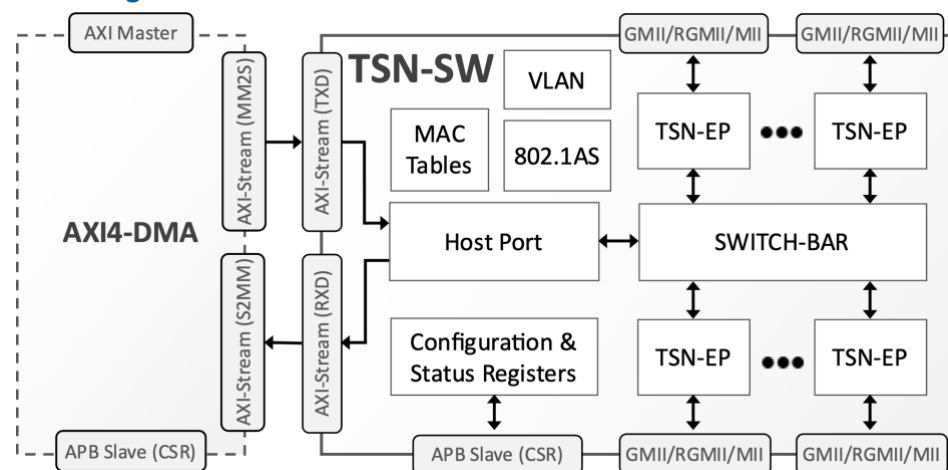 AXI Master
GMII/RGMII/MII
GMII/RGMII/MII
TSN-SW
VLAN
MAC
Tables
802.1AS
TSN-EP
TSN-EP
AXI-Stream (MM2S)
AXI-Stream (TXD)
AXI4-DMA
Host Port
SWITCH-BAR
AXI-Stream (S2MM)
AXI-Stream (RXD)
Configuration &
Status Registers
TSN-EP
TSN-EP
APB Slave (CSR)
APB Slave (CSR)
GMII/RGMII/MII
GMII/RGMII/MII